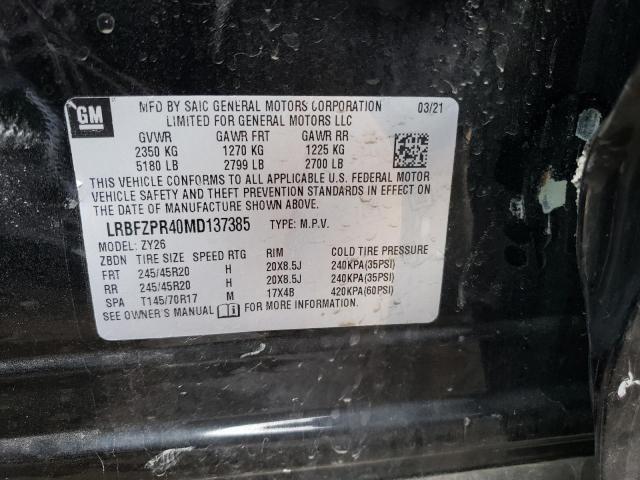 GM
MFD BY SAIC GENERAL MOTORS CORPORATION 03/21
LIMITED FOR GENERAL MOTORS LLC
GVWR GAWR FRT GAWR RR
2350 KG 1270 KG 1225 KG
5180 LB 2799 LB 2700 LB
THIS VEHICLE CONFORMS TO ALL APPLICABLE U.S. FEDERAL MOTOR
VEHICLE SAFETY AND THEFT PREVENTION STANDARDS IN EFFECT ON
THE DATE OF MANUFACTURE SHOWN ABOVE.
LRBFZPR40MD137385 TYPE: M.P.V.
MODEL: ZY26
ZBDN TIRE SIZE SPEED RTG RIM COLD TIRE PRESSURE
FRT 245/45R20 H 20X8.5J 240KPA(35PSI)
RR 245/45R20 H 20X8.5J 240KPA(35PSI)
SPA T145/70R17 M 17X4B 420KPA(60PSI)
SEE OWNER'S MANUAL FOR MORE INFORMATION.